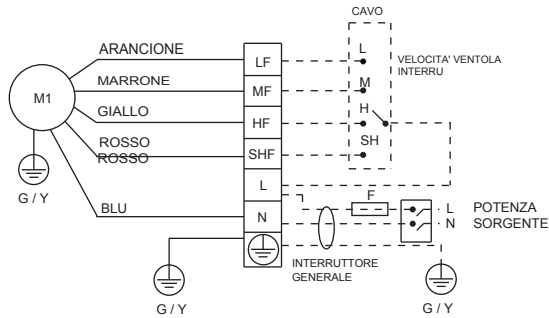 CAVO
ARANCIONE
LF
L
VELOCITA' VENTOLA
INTERRU
MARRONE
MF
M
M1
GIALLO
HF
H
ROSSO
ROSSO
SHF
SH
G / Y
L
BLU
N
F
L
N
POTENZA
SORGENTE
INTERRUTTORE
GENERALE
G / Y
G / Y